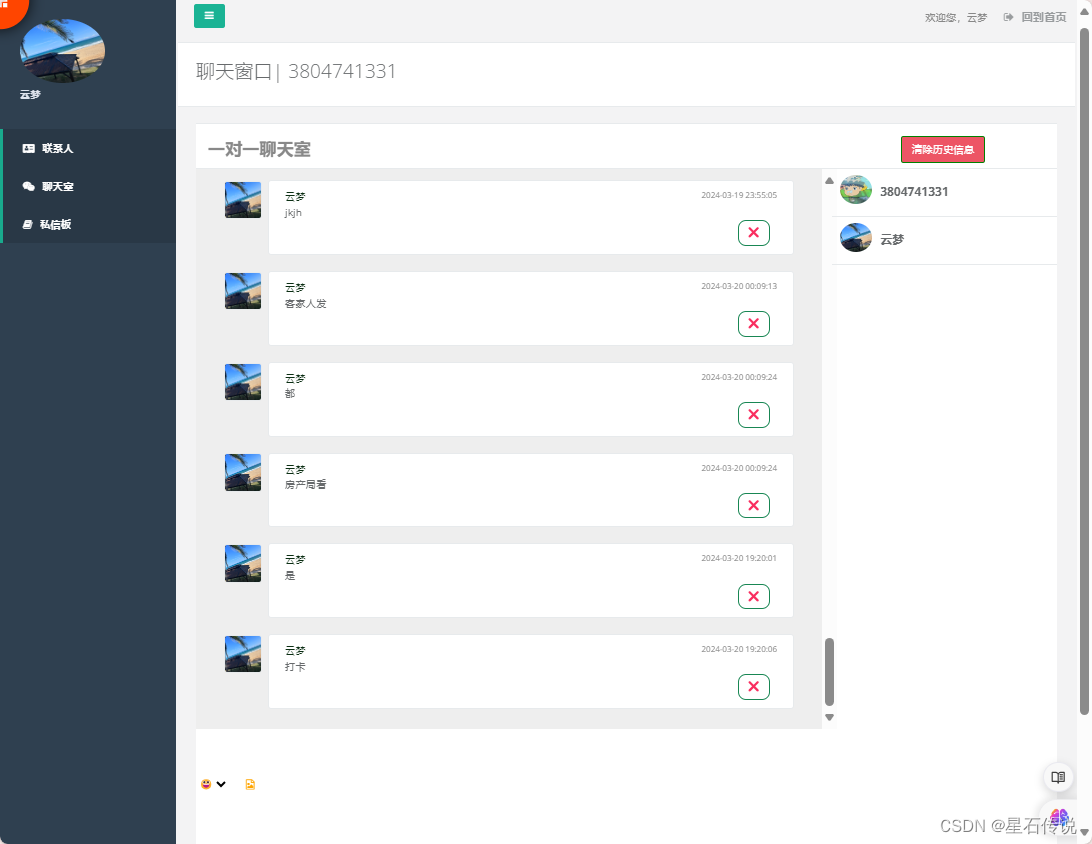 欢迎您，云梦 回到首页
云梦
联系人
聊天室
私信板
聊天窗口| 3804741331
一对一聊天室
清除历史信息
云梦 2024-03-19 23:55:05
jkjh
云梦 2024-03-20 00:09:13
客豪人发
云梦 2024-03-20 00:09:24
都
云梦 2024-03-20 00:09:24
房产局看
云梦 2024-03-20 19:20:01
是
云梦 2024-03-20 19:20:06
打卡
3804741331
云梦
CSDN @星石传说